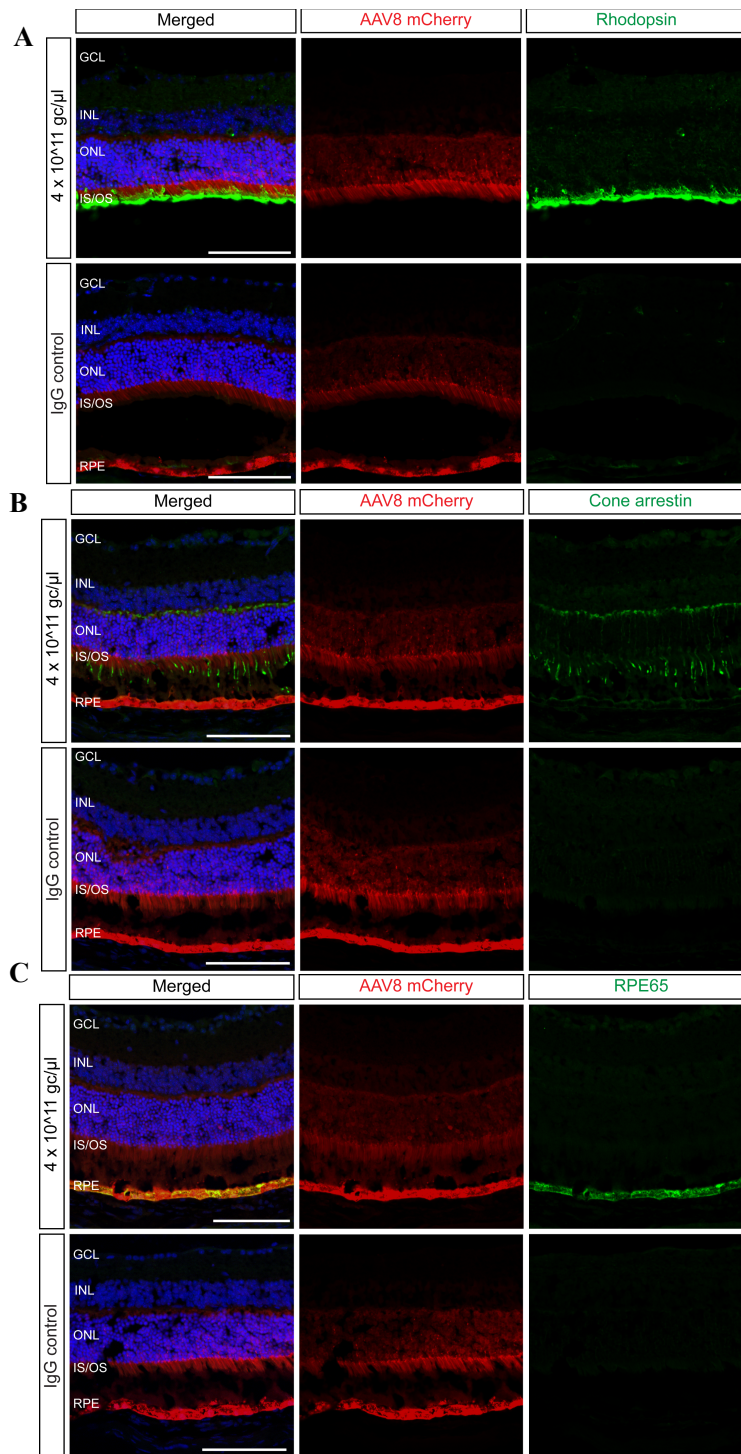 A
Merged
AAV8 mCherry
Rhodopsin
4 x 10^11 gc/µl
GCL
INL
ONL
IS/OS
IgG control
GCL
INL
ONL
IS/OS
RPE
B
Merged
AAV8 mCherry
Cone arrestin
4 x 10^11 gc/µl
GCL
INL
ONL
IS/OS
RPE
IgG control
GCL
INL
ONL
IS/OS
RPE
C
Merged
AAV8 mCherry
RPE65
4 x 10^11 gc/µl
GCL
INL
ONL
IS/OS
RPE
IgG control
GCL
INL
ONL
IS/OS
RPE